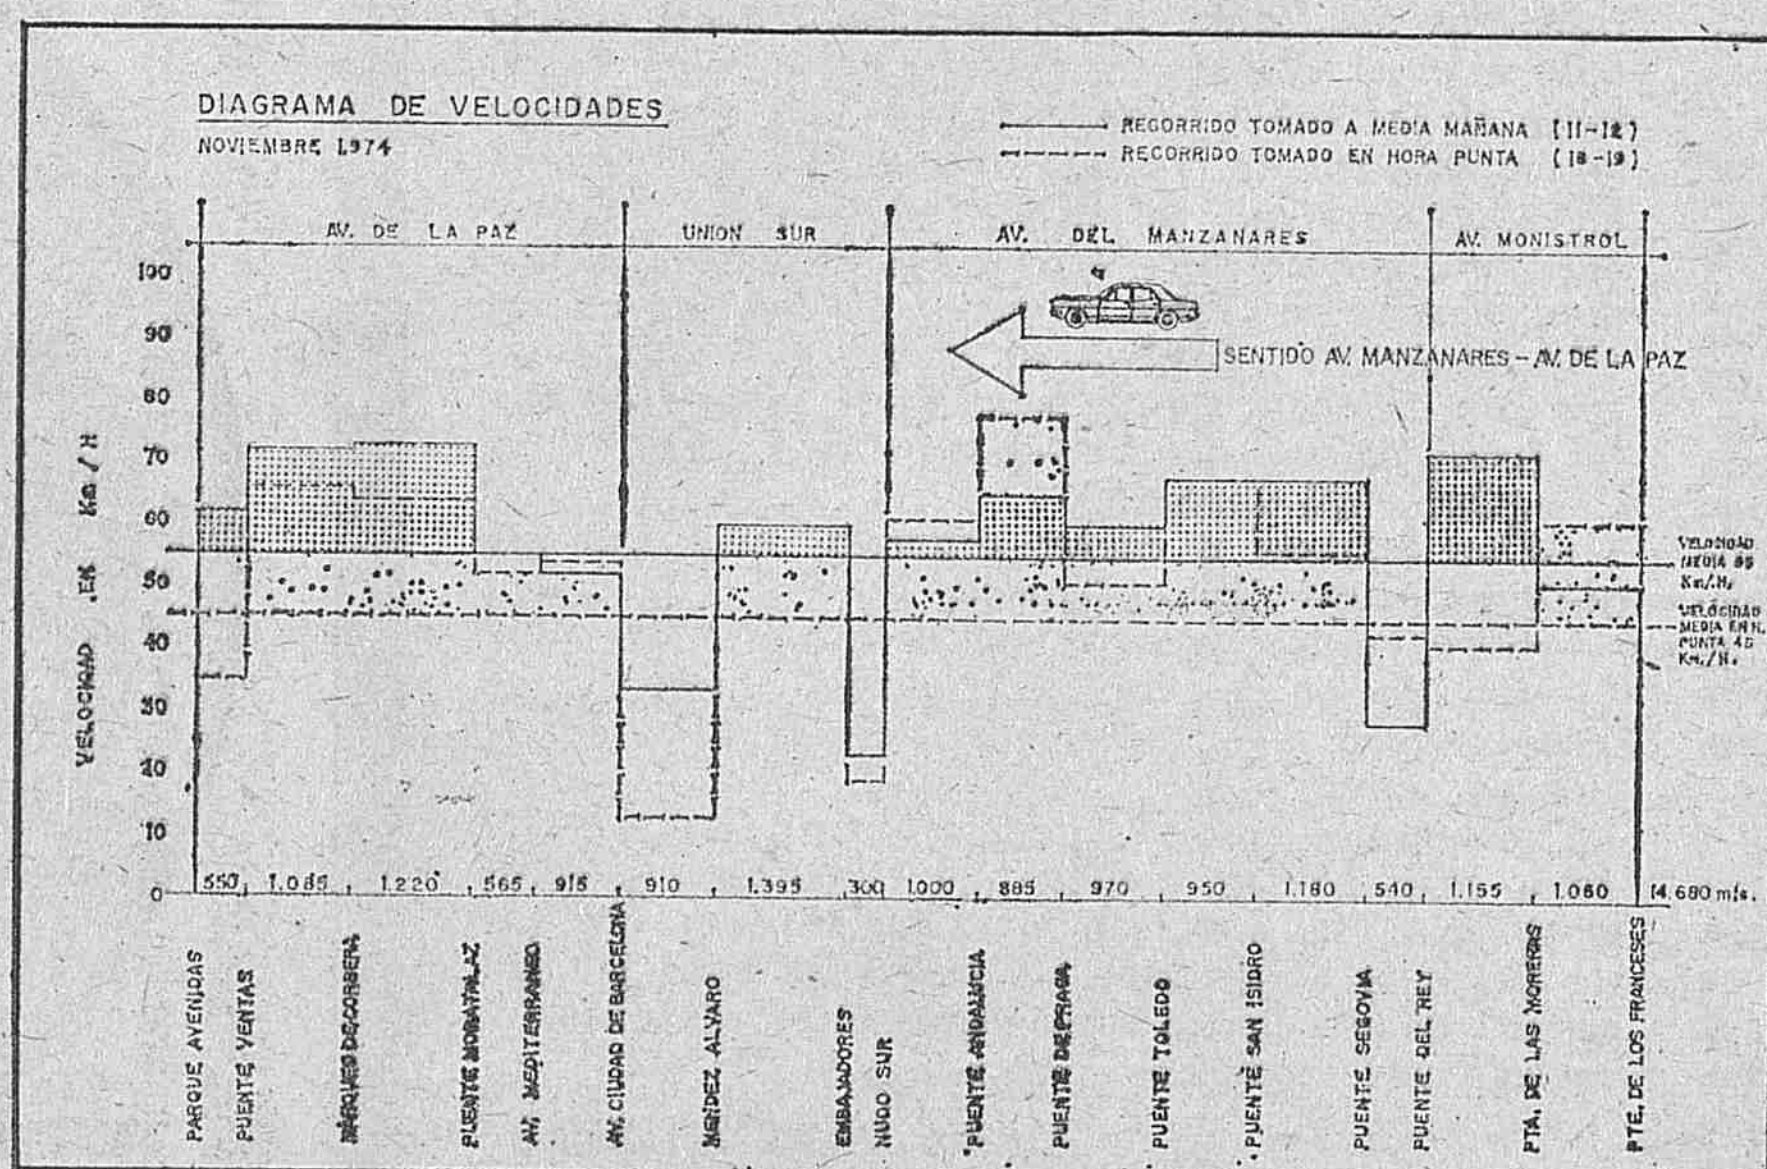 DIAGRAMA DE VELOCIDADES
NOVIEMBRE 1.974
RECORRIDO TOMADO A MEDIA MAÑANA (11-12)
RECORRIDO TOMADO EN HORA PUNTA (18-19)
AV. DE LA PAZ
UNION SUR
AV. DEL MANZANARES
AV. MONISTROL
SENTIDO AV. MANZANARES - AV. DE LA PAZ
VELOCIDAD EN Km / H
100
90
80
70
60
50
40
30
20
10
0
VELOCIDAD
MEDIA 55
Km./H.
VELOCIDAD
MEDIA EN H.
PUNTA 45
Km./H.
550 1.085 1.220 565 915 910 1.395 300 1.000 885 970 950 1.180 540 1.155 1.060 14.680 mts.
PARQUE AVENIDAS
PUENTE VENTAS
MARQUES DE CORBERA
PUENTE MORATALAZ
AV. MEDITERRANEO
AV. CIUDAD DE BARCELONA
MENDEZ ALVARO
EMBAJADORES
NUDO SUR
PUENTE ANDALUCIA
PUENTE DE PRAGA
PUENTE TOLEDO
PUENTE SAN ISIDRO
PUENTE SEGOVIA
PUENTE DEL REY
PTA. DE LAS MORERAS
PTE. DE LOS FRANCESES